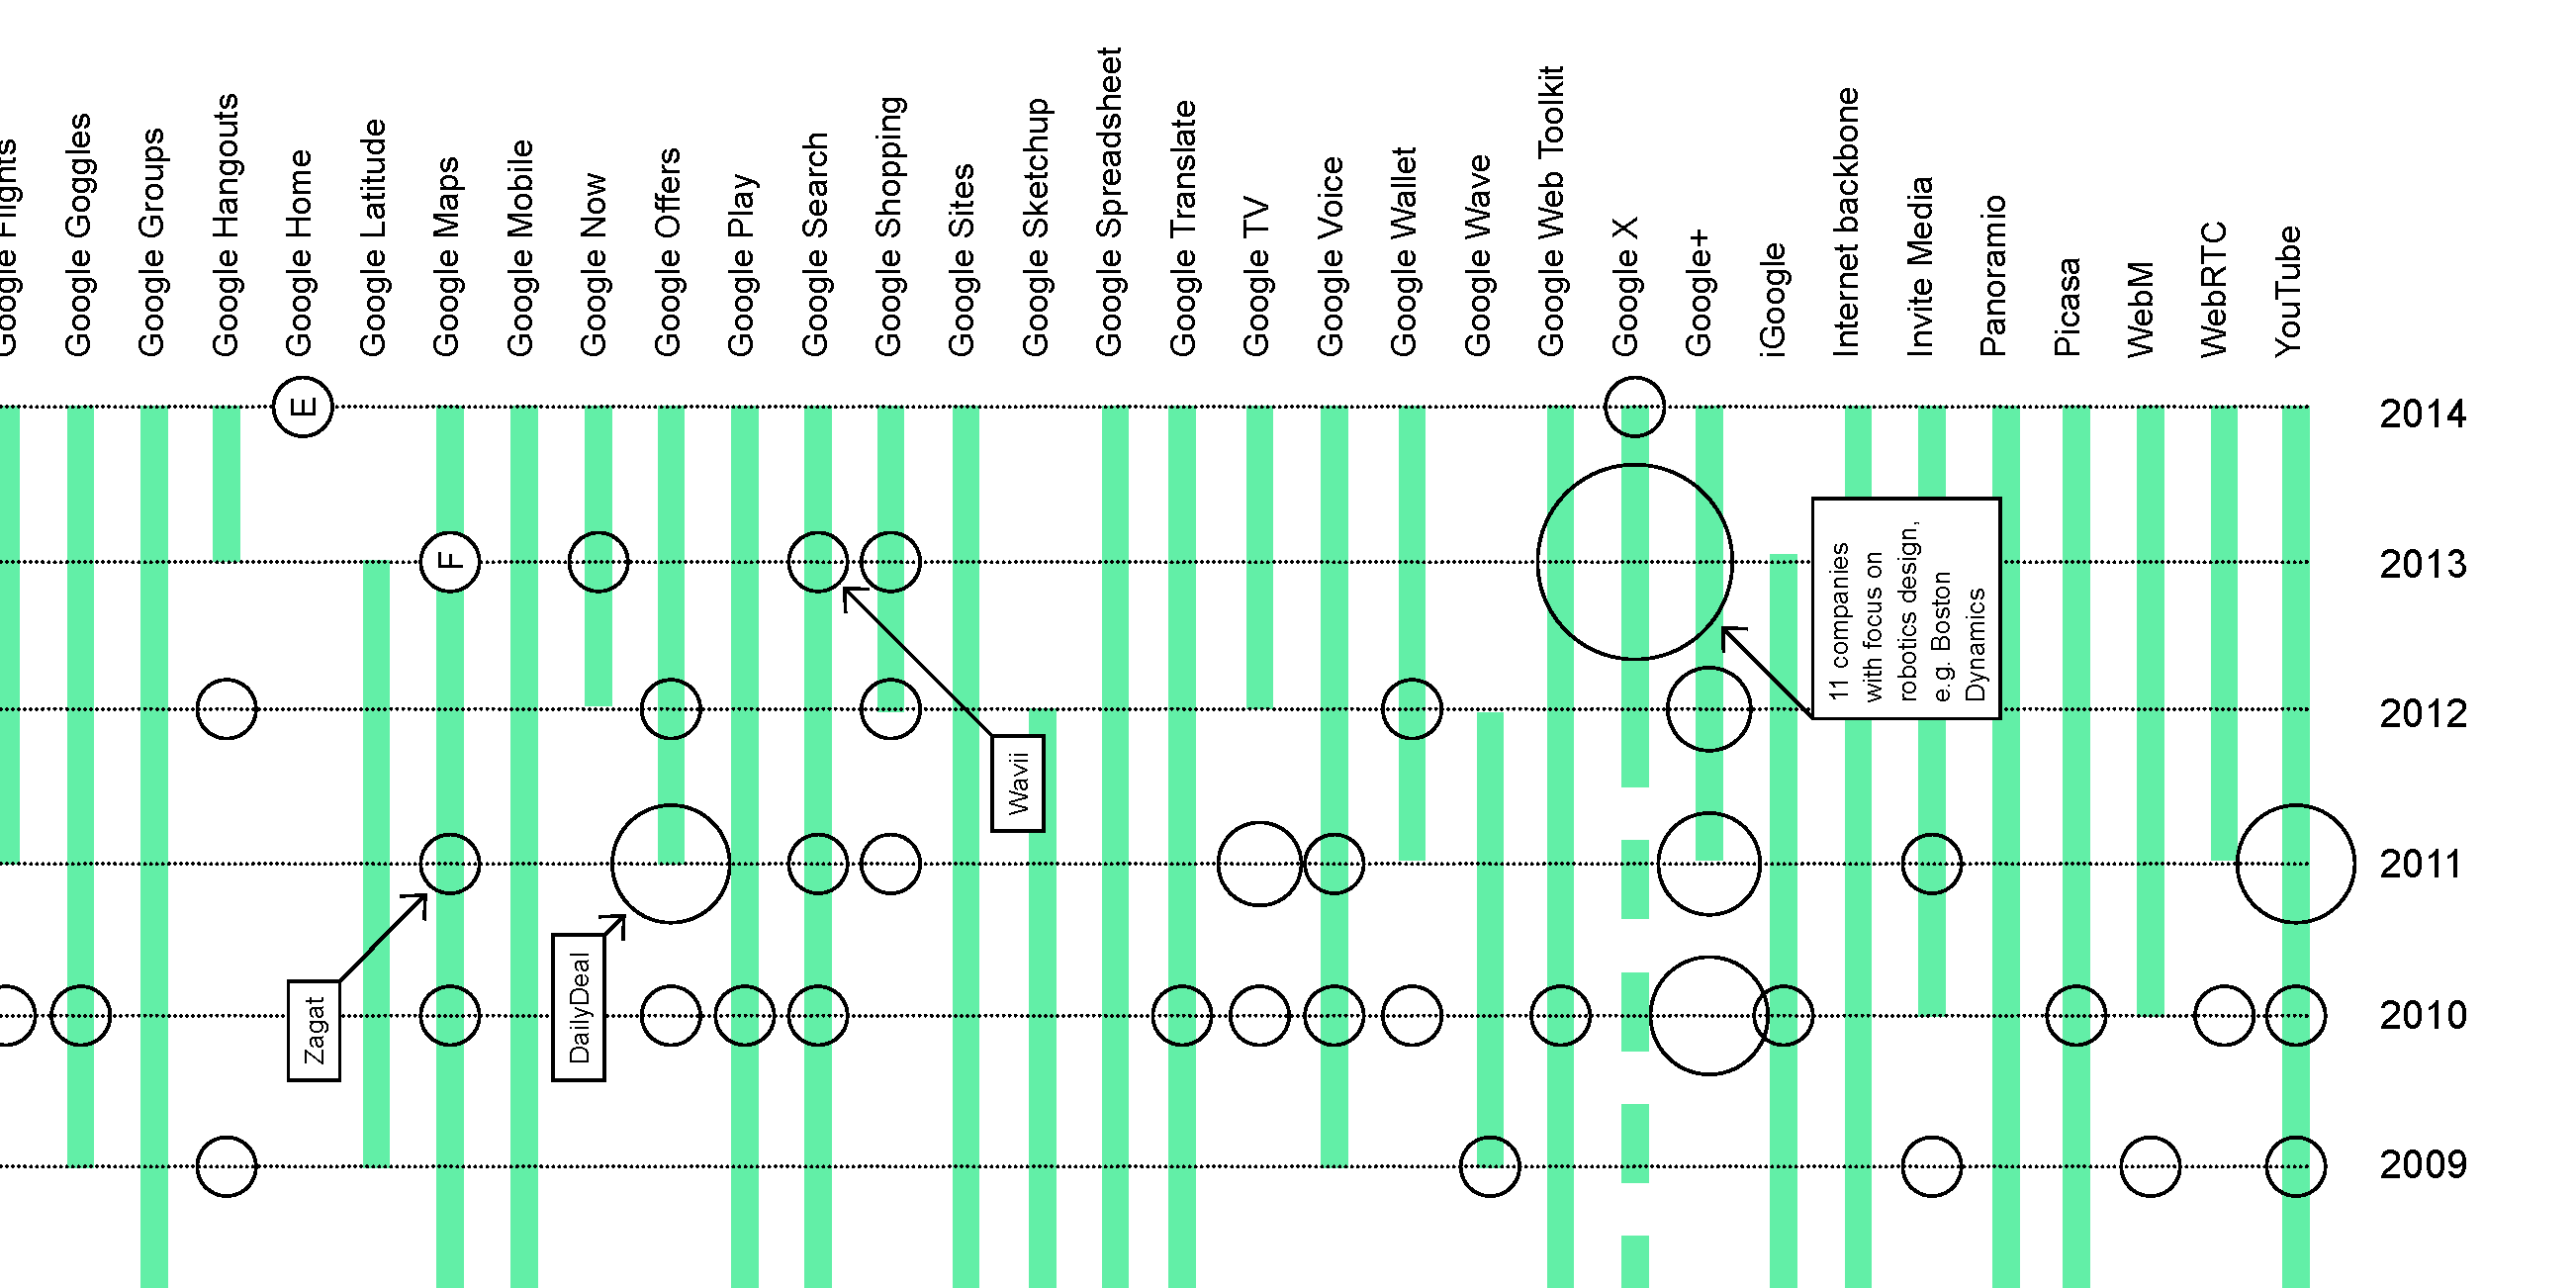 Google Flights
Google Goggles
Google Groups
Google Hangouts
Google Home
Google Latitude
Google Maps
Google Mobile
Google Now
Google Offers
Google Play
Google Search
Google Shopping
Google Sites
Google Sketchup
Google Spreadsheet
Google Translate
Google TV
Google Voice
Google Wallet
Google Wave
Google Web Toolkit
Google X
Google+
iGoogle
Internet backbone
Invite Media
Panoramio
Picasa
WebM
WebRTC
YouTube
E
2014
F
2013
11 companies
with focus on
robotics design,
e.g. Boston
Dynamics
2012
Wavii
2011
Zagat
DailyDeal
2010
2009